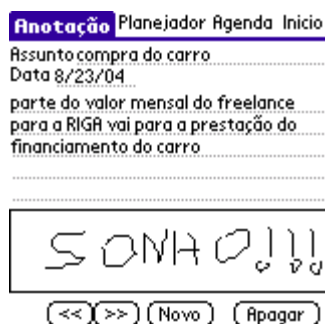 Anotação Planejador Agenda Inicio
Assunto compra do carro
Data 8/23/04
parte do valor mensal do freelance
para a RIGA vai para a prestação do
financiamento do carro
SONHO!!!
<< >> Novo Apagar